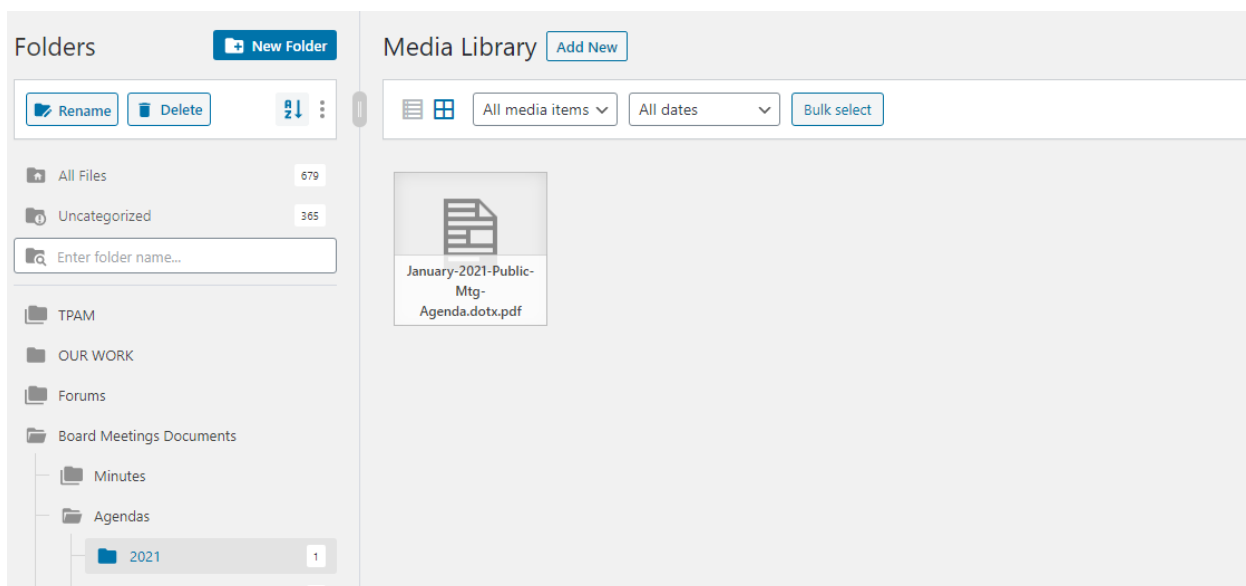 Folders
New Folder
Rename
Delete
All Files 679
Uncategorized 365
Enter folder name...
TPAM
OUR WORK
Forums
Board Meetings Documents
Minutes
Agendas
2021 1
Media Library Add New
All media items
All dates
Bulk select
January-2021-Public-
Mtg-
Agenda.dotx.pdf